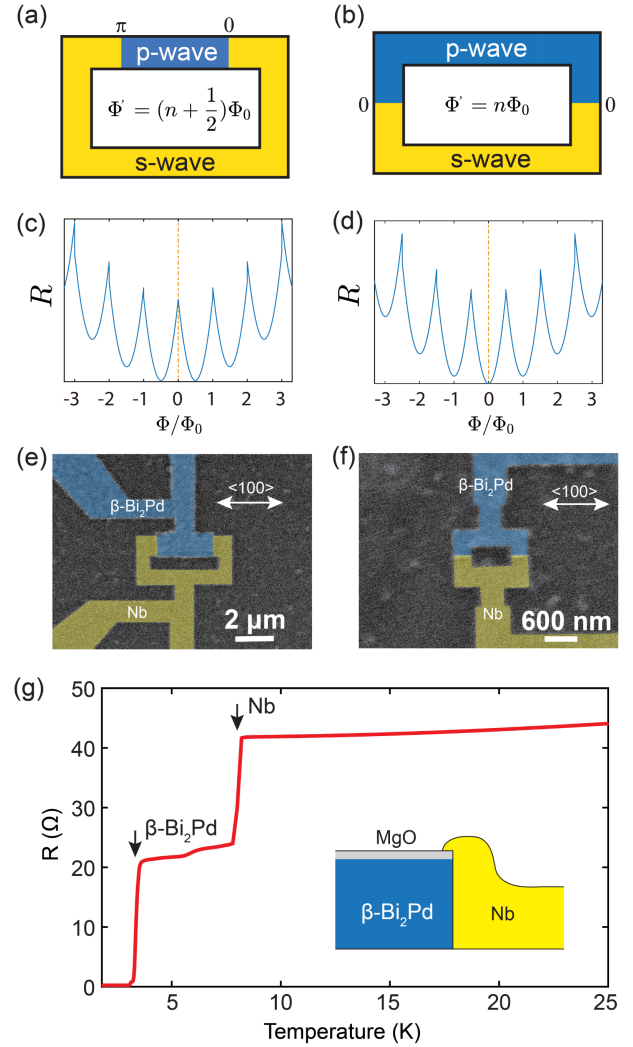 (a)
π
0
p-wave
Φ' = (n + 1/2)Φ₀
s-wave
(b)
p-wave
0
0
Φ' = nΦ₀
s-wave
(c)
R
-3 -2 -1 0 1 2 3
Φ/Φ₀
(d)
R
-3 -2 -1 0 1 2 3
Φ/Φ₀
(e)
<100>
β-Bi₂Pd
Nb
2 μm
(f)
β-Bi₂Pd
<100>
Nb
600 nm
(g)
50
40
30
20
10
0
R (Ω)
Nb
β-Bi₂Pd
MgO
β-Bi₂Pd
Nb
5 10 15 20 25
Temperature (K)